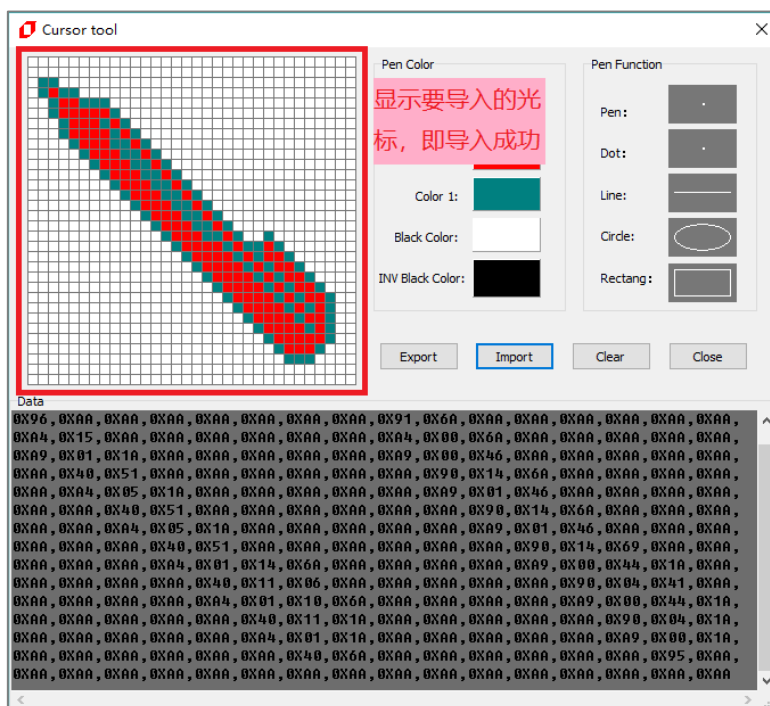 Cursor tool
Pen Color
Pen Function
显示要导入的光
标，即导入成功
Pen:
Dot:
Color 1:
Line:
Black Color:
Circle:
INV Black Color:
Rectang:
Export
Import
Clear
Close
Data
0X96,0XAA,0XAA,0XAA,0XAA,0XAA,0XAA,0XAA,0X91,0X6A,0XAA,0XAA,0XAA,0XAA,0XAA,0XAA,
0XA4,0X15,0XAA,0XAA,0XAA,0XAA,0XAA,0XAA,0XA4,0X00,0X6A,0XAA,0XAA,0XAA,0XAA,0XAA,
0XA9,0X01,0X1A,0XAA,0XAA,0XAA,0XAA,0XAA,0XA9,0X00,0X46,0XAA,0XAA,0XAA,0XAA,0XAA,
0XAA,0X40,0X51,0XAA,0XAA,0XAA,0XAA,0XAA,0XAA,0X90,0X14,0X6A,0XAA,0XAA,0XAA,0XAA,
0XAA,0XA4,0X05,0X1A,0XAA,0XAA,0XAA,0XAA,0XAA,0XA9,0X01,0X46,0XAA,0XAA,0XAA,0XAA,
0XAA,0XAA,0X40,0X51,0XAA,0XAA,0XAA,0XAA,0XAA,0XAA,0X90,0X14,0X6A,0XAA,0XAA,0XAA,
0XAA,0XAA,0XA4,0X05,0X1A,0XAA,0XAA,0XAA,0XAA,0XAA,0XA9,0X01,0X46,0XAA,0XAA,0XAA,
0XAA,0XAA,0XAA,0X40,0X51,0XAA,0XAA,0XAA,0XAA,0XAA,0XAA,0X90,0X14,0X69,0XAA,0XAA,
0XAA,0XAA,0XAA,0XA4,0X01,0X14,0X6A,0XAA,0XAA,0XAA,0XAA,0XA9,0X00,0X44,0X1A,0XAA,
0XAA,0XAA,0XAA,0XAA,0X40,0X11,0X06,0XAA,0XAA,0XAA,0XAA,0XAA,0X90,0X04,0X41,0XAA,
0XAA,0XAA,0XAA,0XAA,0XA4,0X01,0X10,0X6A,0XAA,0XAA,0XAA,0XAA,0XA9,0X00,0X44,0X1A,
0XAA,0XAA,0XAA,0XAA,0XAA,0X40,0X11,0X1A,0XAA,0XAA,0XAA,0XAA,0XAA,0X90,0X04,0X1A,
0XAA,0XAA,0XAA,0XAA,0XAA,0XA4,0X01,0X1A,0XAA,0XAA,0XAA,0XAA,0XAA,0XA9,0X00,0X1A,
0XAA,0XAA,0XAA,0XAA,0XAA,0XAA,0X40,0X6A,0XAA,0XAA,0XAA,0XAA,0XAA,0XAA,0X95,0XAA,
0XAA,0XAA,0XAA,0XAA,0XAA,0XAA,0XAA,0XAA,0XAA,0XAA,0XAA,0XAA,0XAA,0XAA,0XAA,0XAA